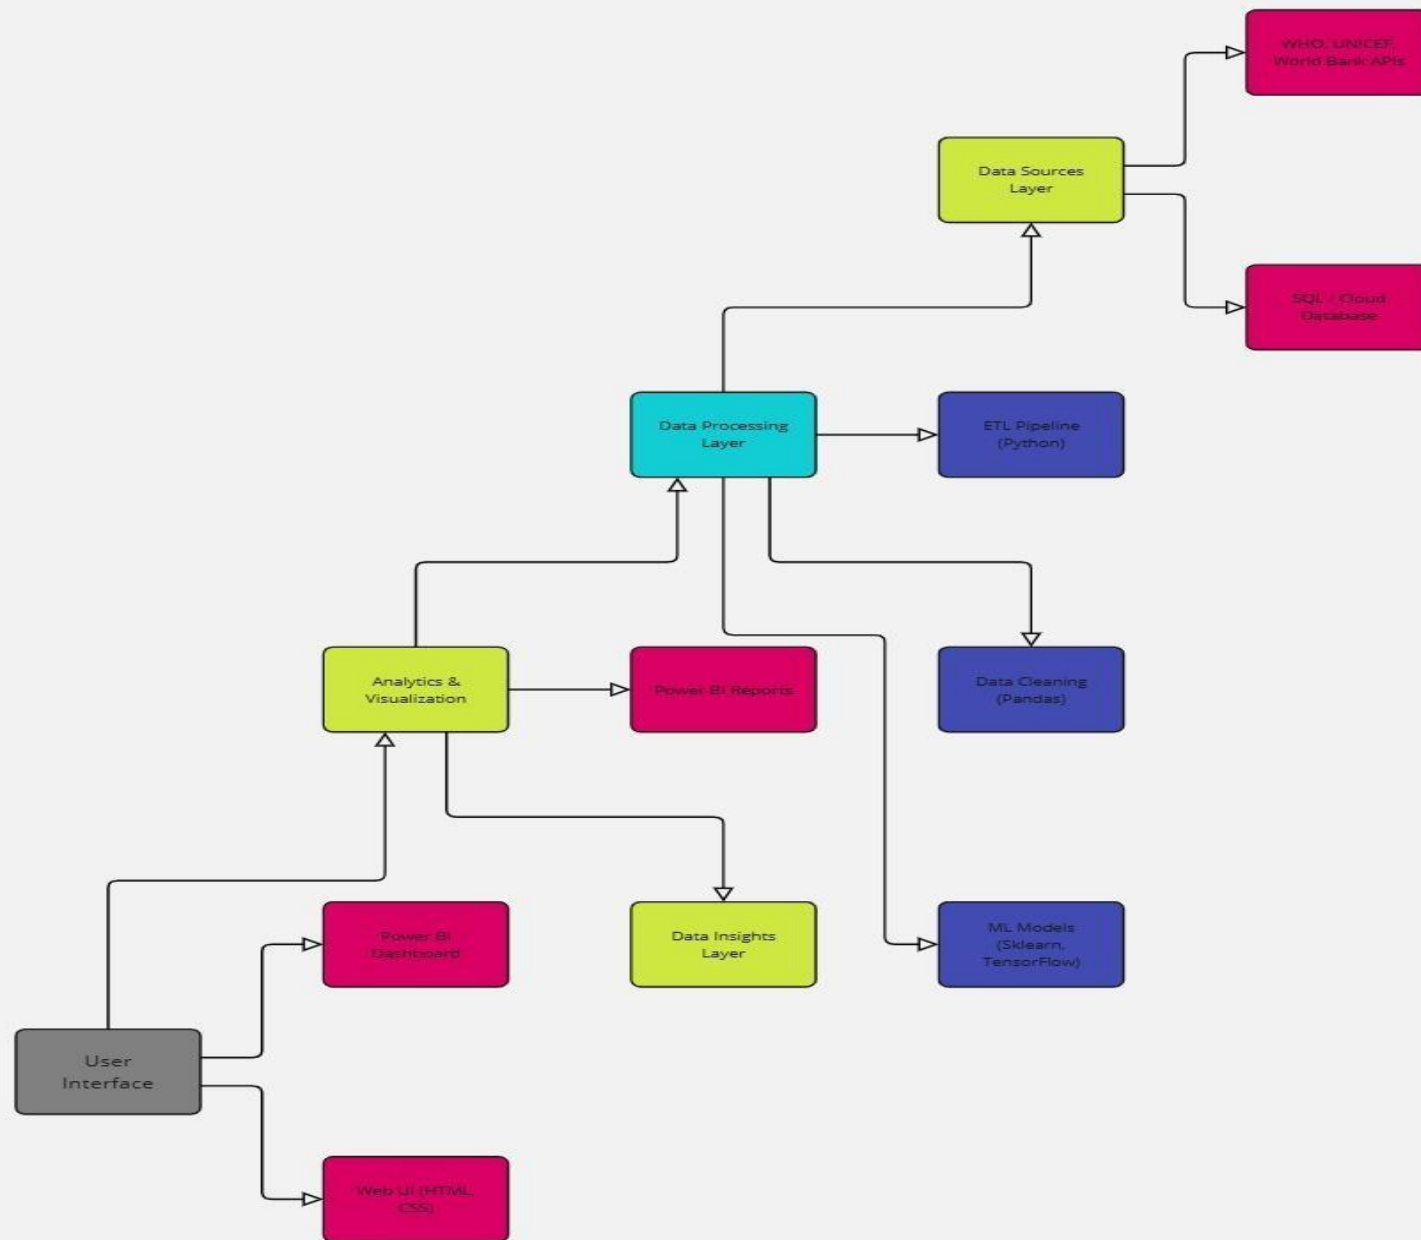 WHO, UNICEF,
World Bank APIs
Data Sources
Layer
SQL / Cloud
Database
Data Processing
Layer
ETL Pipeline
(Python)
Analytics &
Visualization
Power BI Reports
Data Cleaning
(Pandas)
Power BI
Dashboard
Data Insights
Layer
ML Models
(Sklearn,
TensorFlow)
User
Interface
Web UI (HTML,
CSS)